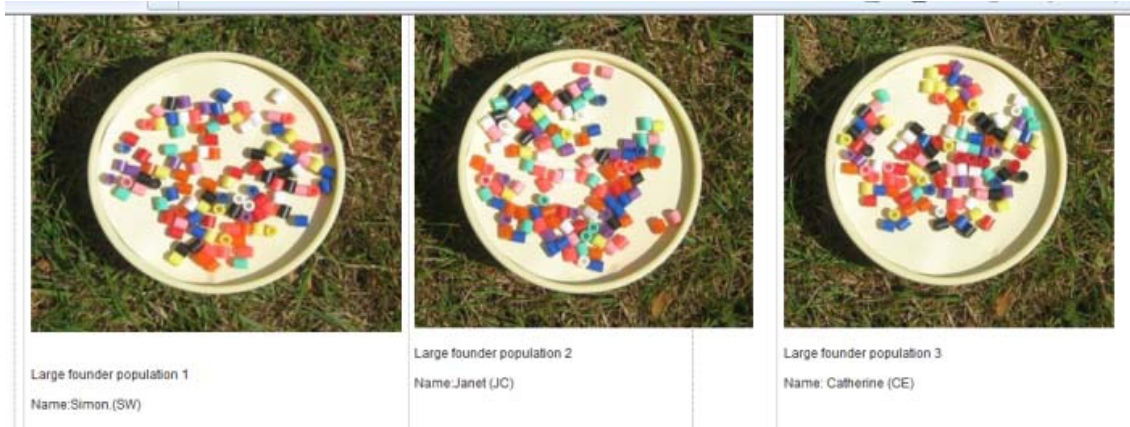 Large founder population 1
Name:Simon.(SW)
Large founder population 2
Name:Janet (JC)
Large founder population 3
Name: Catherine (CE)